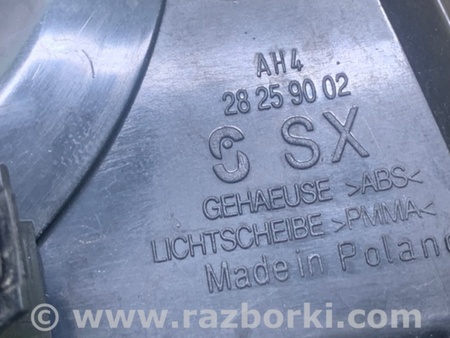 AH4
28 25 90 02
SX
GEHAEUSE >ABS<
LICHTSCHEIBE >PMMA<
Made in Poland
© www.razborki.com